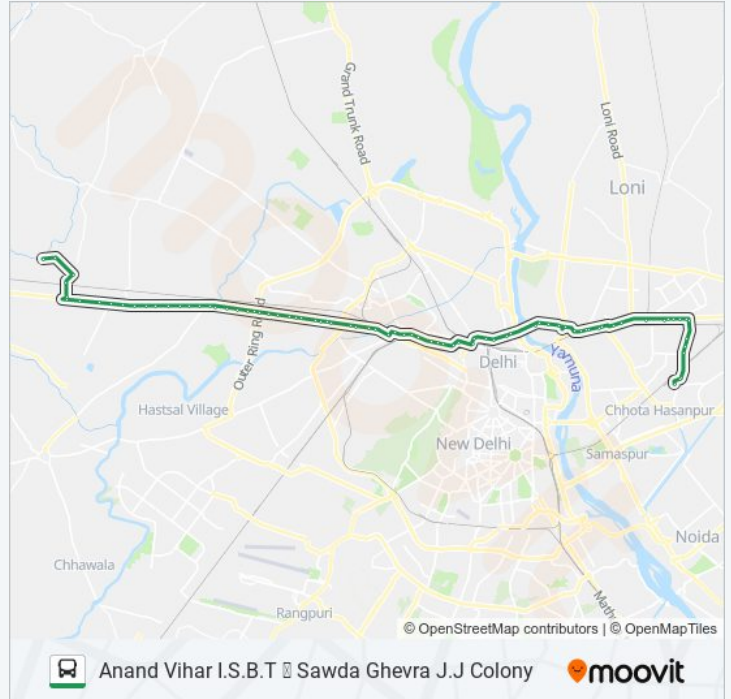 Grand Trunk Road
Loni Road
Loni
Outer Ring Road
Yamuna
Delhi
Hastsal Village
Chhota Hasanpur
New Delhi
Samaspur
Noida
Chhawala
Rangpuri
© OpenStreetMap contributors | © OpenMapTiles
Anand Vihar I.S.B.T Sawda Ghevra J.J Colony
moovit